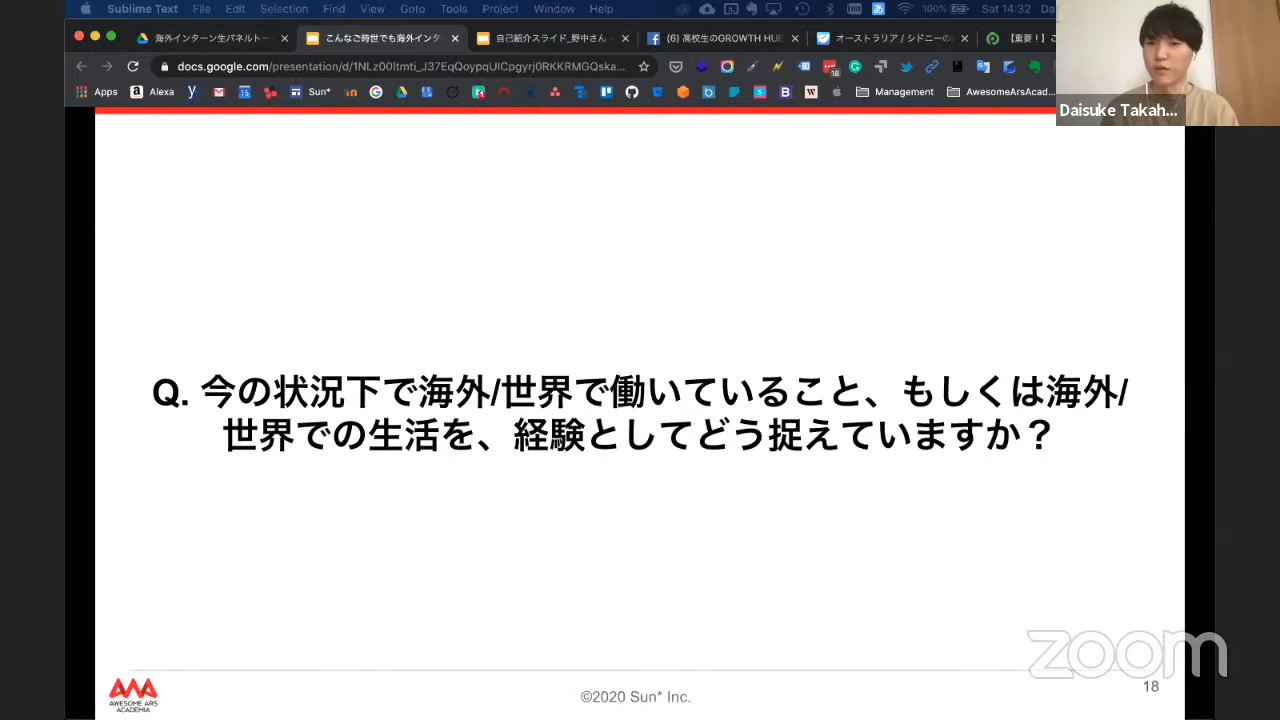 Sublime Text File Edit Selection Find View Goto Tools Project Window Help 100% Sat 14:32 Da
海外インターン生パネルトー
こんなご時世でも海外インタ
自己紹介スライド_野中さん
(6) 高校生のGROWTH HU
オーストラリア / シドニーの
【重要！】こ
docs.google.com/presentation/d/1NLz00Itmti_J37EqQoypqUICpgyrj0RKKRMGQska...
18
Apps Alexa Sun* Management AwesomeArsAcad...
Daisuke Takah...
Q. 今の状況下で海外/世界で働いていること、もしくは海外/
世界での生活を、経験としてどう捉えていますか？
zoom
18
AWESOME ARS
ACADEMIA
©2020 Sun* Inc.